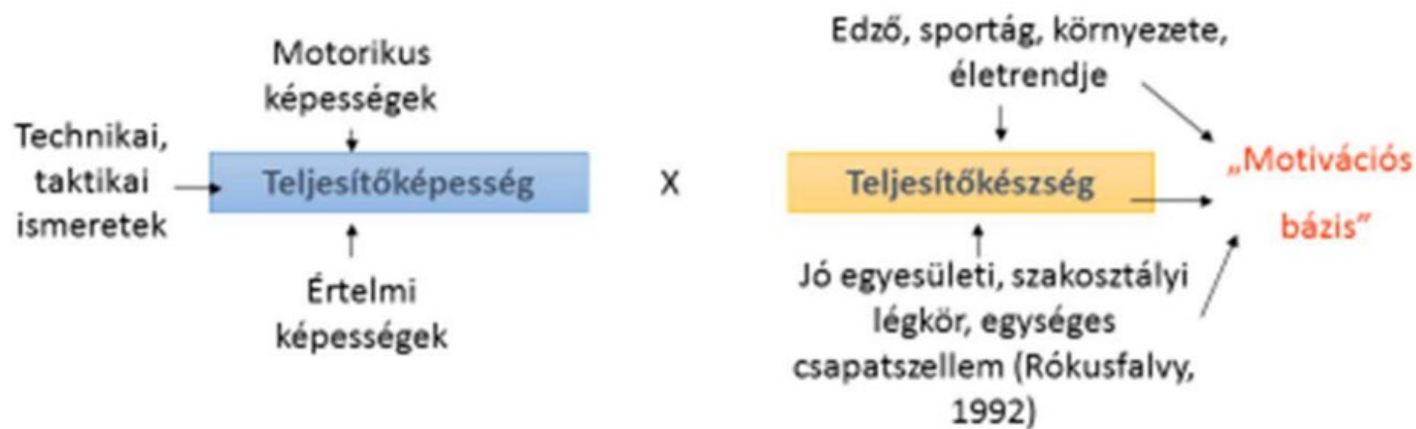 Motorikus
képességek
Technikai,
taktikai
ismeretek
Teljesítőképesség
Értelmi
képességek
X
Edző, sportág, környezete,
életrendje
Teljesítőkészség
Jó egyesületi, szakosztályi
légkör, egységes
csapatszellem (Rókusfalvy,
1992)
„Motivációs
bázis”